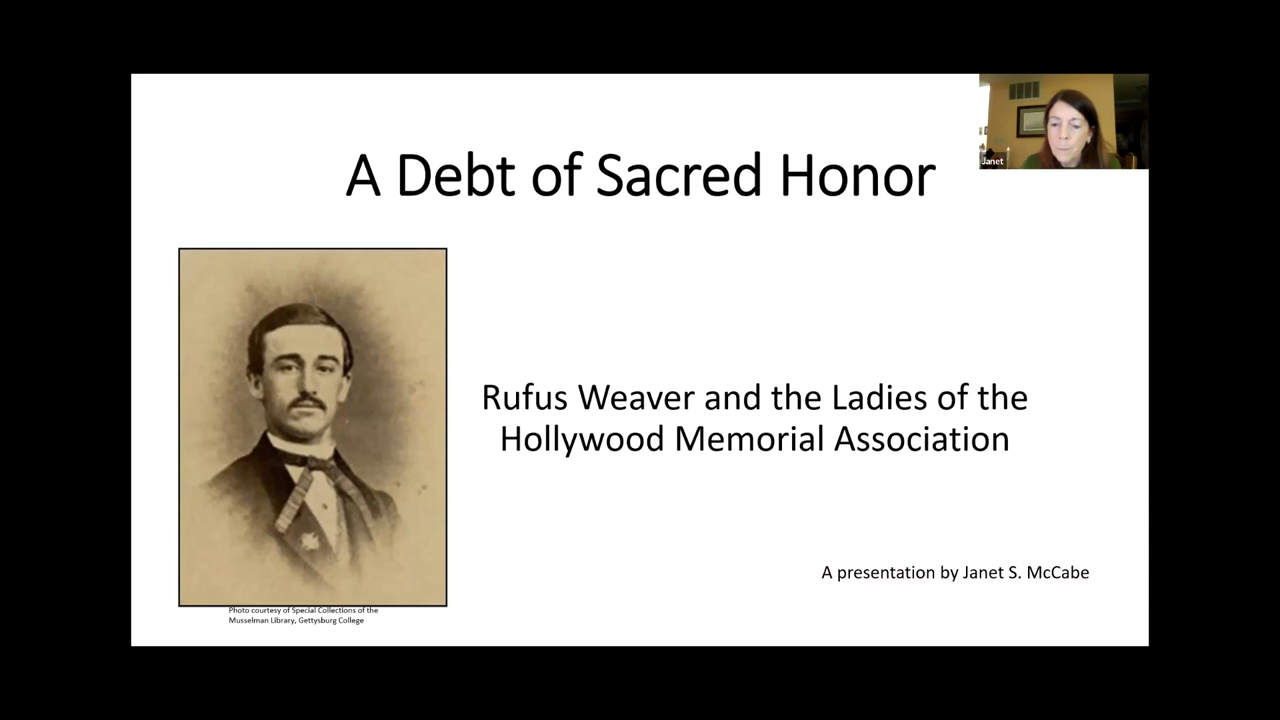 A Debt of Sacred Honor
Janet
Rufus Weaver and the Ladies of the
Hollywood Memorial Association
A presentation by Janet S. McCabe
Photo courtesy of Special Collections of the
Musselman Library, Gettysburg College